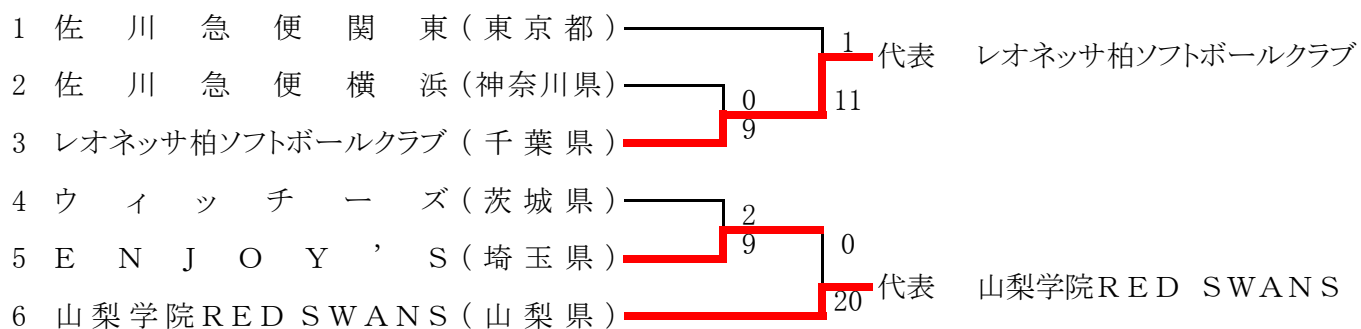 1 佐川急便関東(東京都)
1
代表 レオネッサ柏ソフトボールクラブ
2 佐川急便横浜(神奈川県)
0
11
9
3 レオネッサ柏ソフトボールクラブ(千葉県)
4 ウィッチーズ(茨城県)
2
9
0
5 ENJOY'S(埼玉県)
代表 山梨学院RED SWANS
20
6 山梨学院RED SWANS(山梨県)